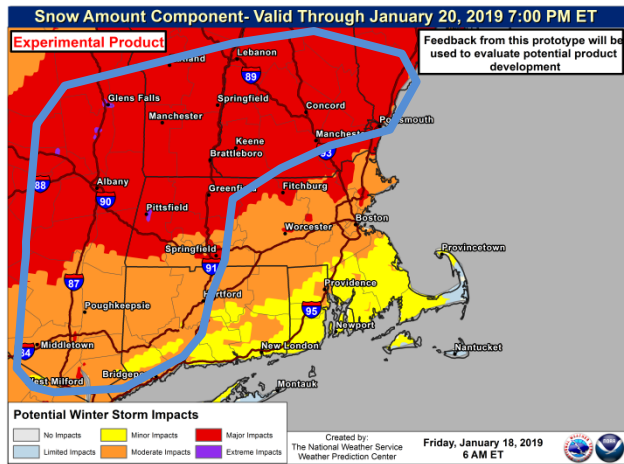 Snow Amount Component- Valid Through January 20, 2019 7:00 PM ET
Experimental Product
Feedback from this prototype will be
used to evaluate potential product
development
Lebanon
89
Glens Falls
Springfield
Concord
Manchester
Portsmouth
Keene
Manchester
93
Brattleboro
88
Albany
90
Greenfield
Fitchburg
Pittsfield
Worcester
Boston
Springfield
Provincetown
91
87
Hartford
Providence
Poughkeepsie
95
Newport
84
Middletown
New London
Nantucket
West Milford
Bridgeport
Montauk
Potential Winter Storm Impacts
No Impacts
Minor Impacts
Major Impacts
Limited Impacts
Moderate Impacts
Extreme Impacts
Created by:
The National Weather Service
Weather Prediction Center
Friday, January 18, 2019
6 AM ET